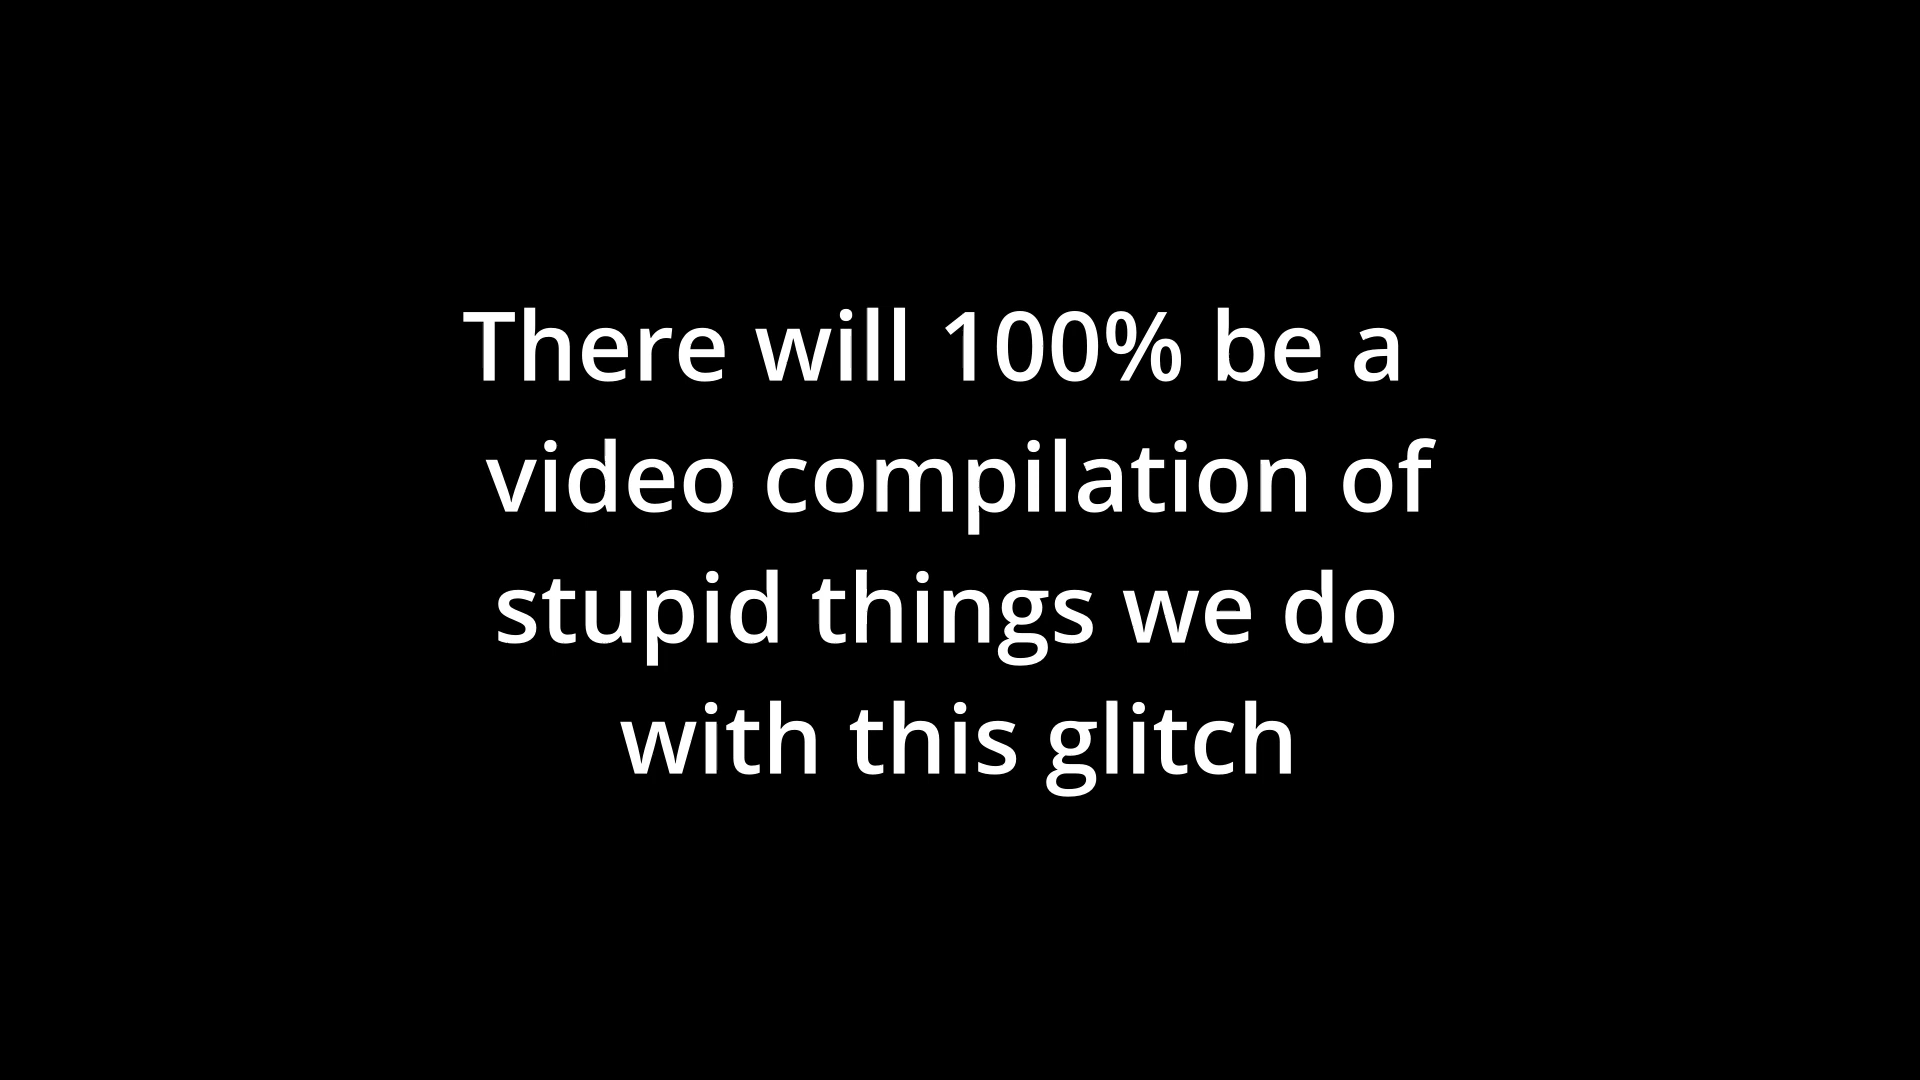 There will 100% be a
video compilation of
stupid things we do
with this glitch